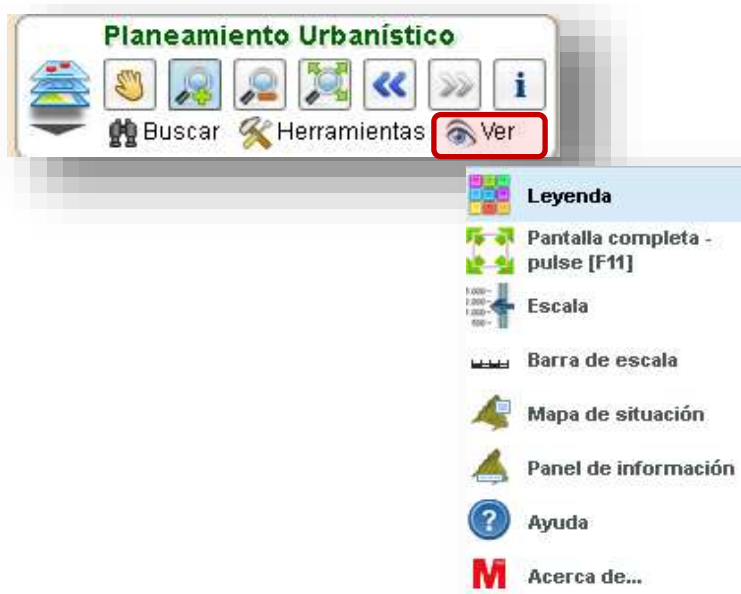 Planeamiento Urbanístico
i
Buscar Herramientas Ver
Leyenda
Pantalla completa -
pulse [F11]
Escala
Barra de escala
Mapa de situación
Panel de información
? Ayuda
M Acerca de...